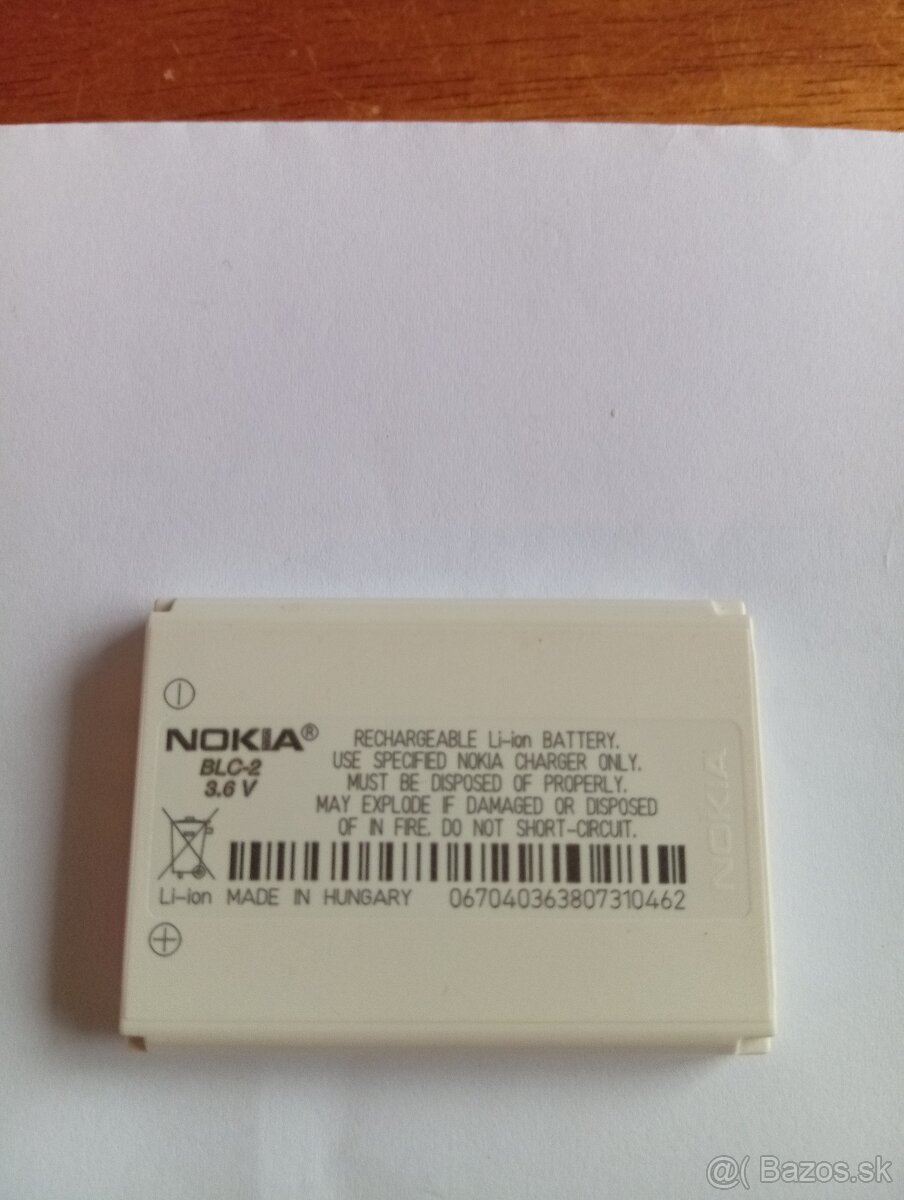 NOKIA®
BLC-2
3.6 V
RECHARGEABLE Li-ion BATTERY.
USE SPECIFIED NOKIA CHARGER ONLY.
MUST BE DISPOSED OF PROPERLY.
MAY EXPLODE IF DAMAGED OR DISPOSED
OF IN FIRE. DO NOT SHORT-CIRCUIT.
Li-ion MADE IN HUNGARY 067040363807310462
NOKIA
@( Bazos.sk